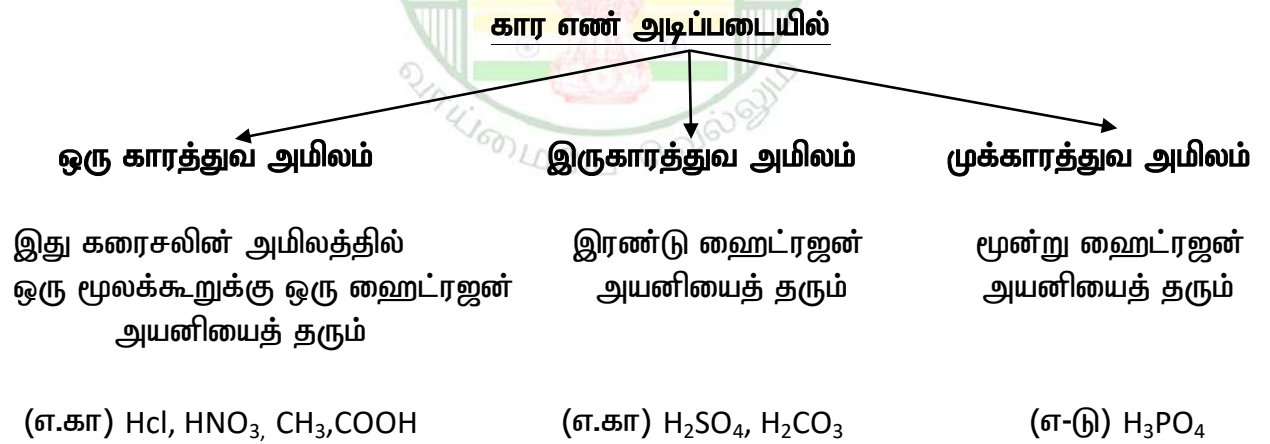 கார எண் அடிப்படையில்
ஒரு காரத்துவ அமிலம்
இது கரைசலின் அமிலத்தில்
ஒரு மூலக்கூறுக்கு ஒரு ஹைட்ரஜன்
அயனியைத் தரும்
(எ.கா) Hcl, HNO₃, CH₃,COOH
இருகாரத்துவ அமிலம்
இரண்டு ஹைட்ரஜன்
அயனியைத் தரும்
(எ.கா) H₂SO₄, H₂CO₃
முக்காரத்துவ அமிலம்
மூன்று ஹைட்ரஜன்
அயனியைத் தரும்
(எ-டு) H₃PO₄